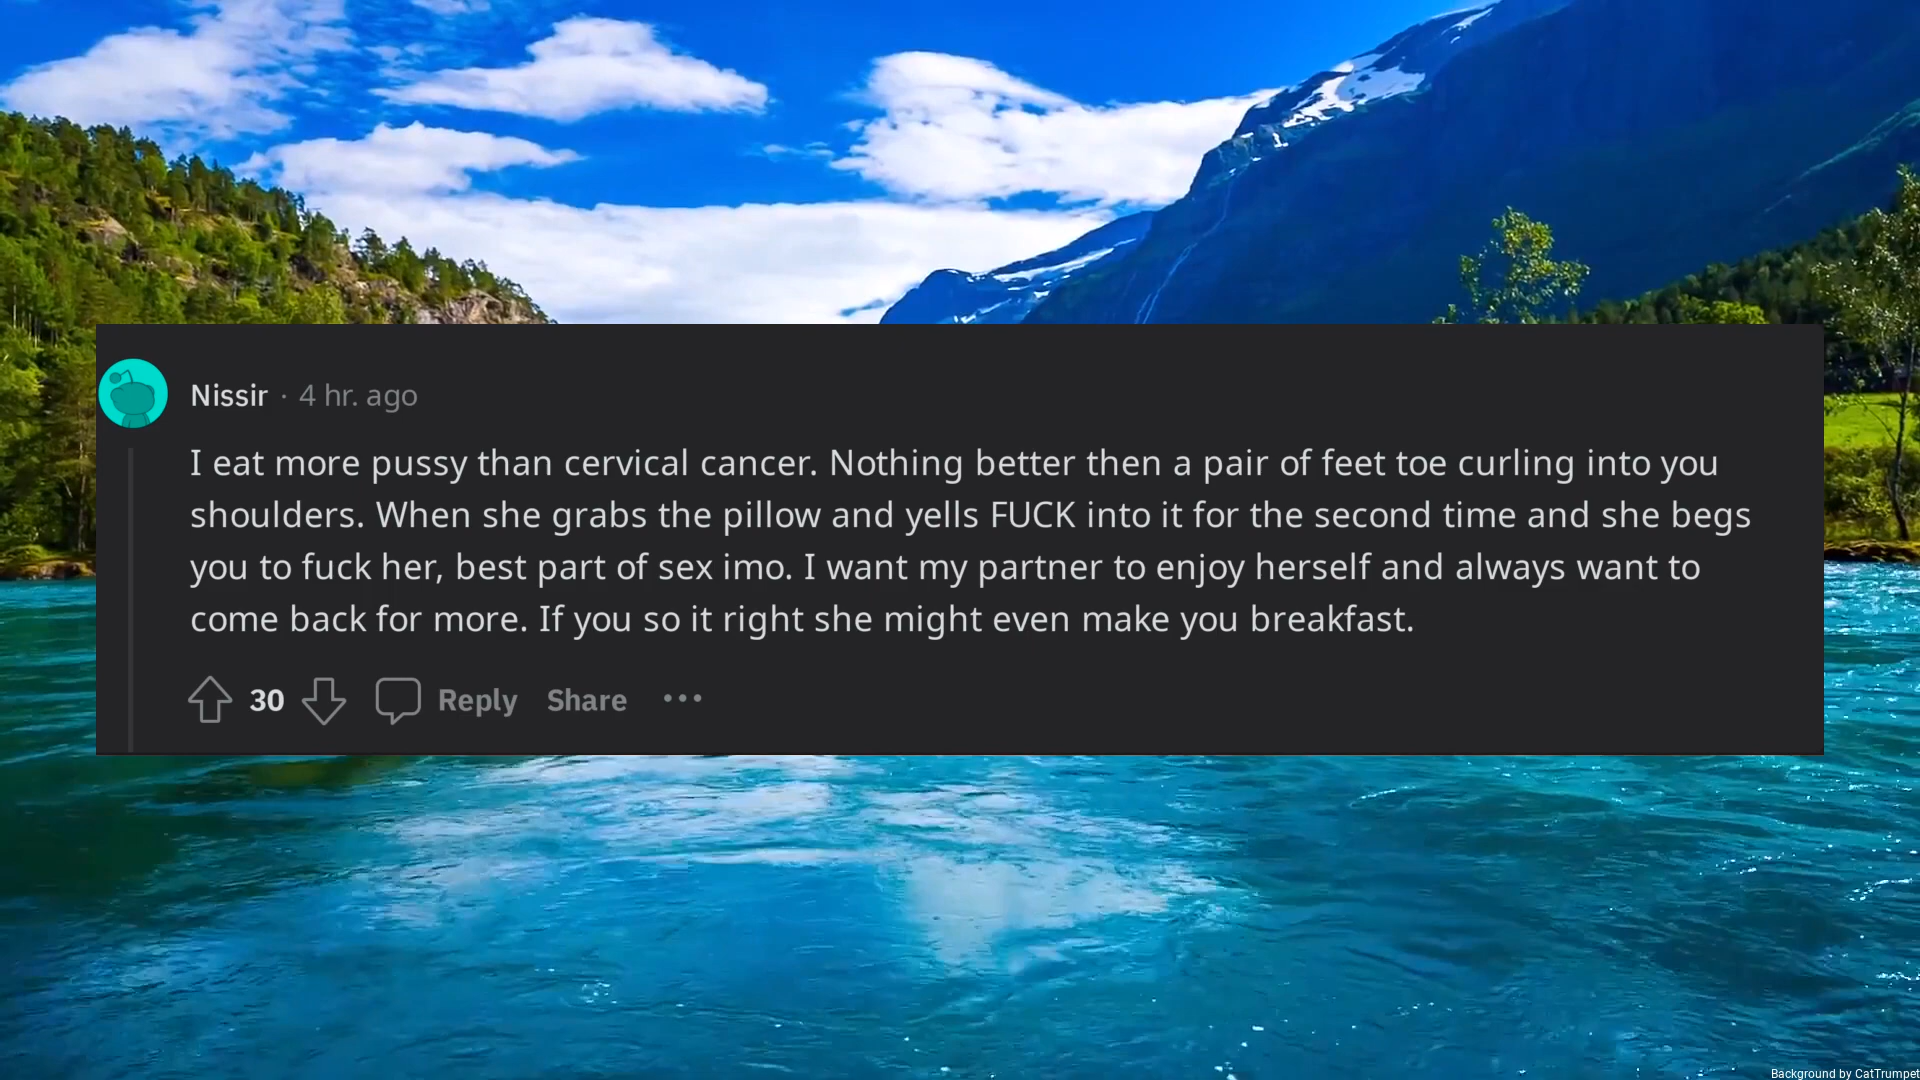 Nissir · 4 hr. ago
I eat more pussy than cervical cancer. Nothing better then a pair of feet toe curling into you
shoulders. When she grabs the pillow and yells FUCK into it for the second time and she begs
you to fuck her, best part of sex imo. I want my partner to enjoy herself and always want to
come back for more. If you so it right she might even make you breakfast.
30 Reply Share ···
Background by CatTrumpet